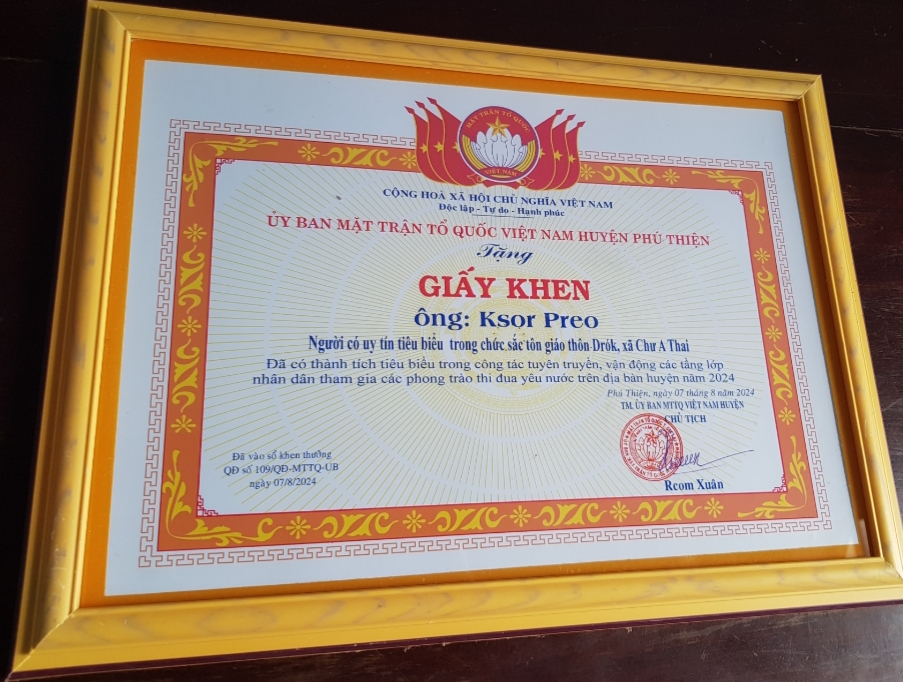 MẶT TRẬN TỔ QUỐC
VIỆT NAM
CỘNG HOÀ XÃ HỘI CHỦ NGHĨA VIỆT NAM
Độc lập - Tự do - Hạnh phúc
ỦY BAN MẶT TRẬN TỔ QUỐC VIỆT NAM HUYỆN PHÚ THIỆN
Tặng
GIẤY KHEN
ông: Ksor Preo
Người có uy tín tiêu biểu trong chức sắc tôn giáo thôn Drók, xã Chư A Thai
Đã có thành tích tiêu biểu trong công tác tuyên truyền, vận động các tầng lớp
nhân dân tham gia các phong trào thi đua yêu nước trên địa bàn huyện năm 2024
Phú Thiện, ngày 07 tháng 8 năm 2024
TM. ỦY BAN MTTQ VIỆT NAM HUYỆN
CHỦ TỊCH
Rcom Xuân
Đã vào sổ khen thưởng
QĐ số 109/QĐ-MTTQ-UB
ngày 07/8/2024